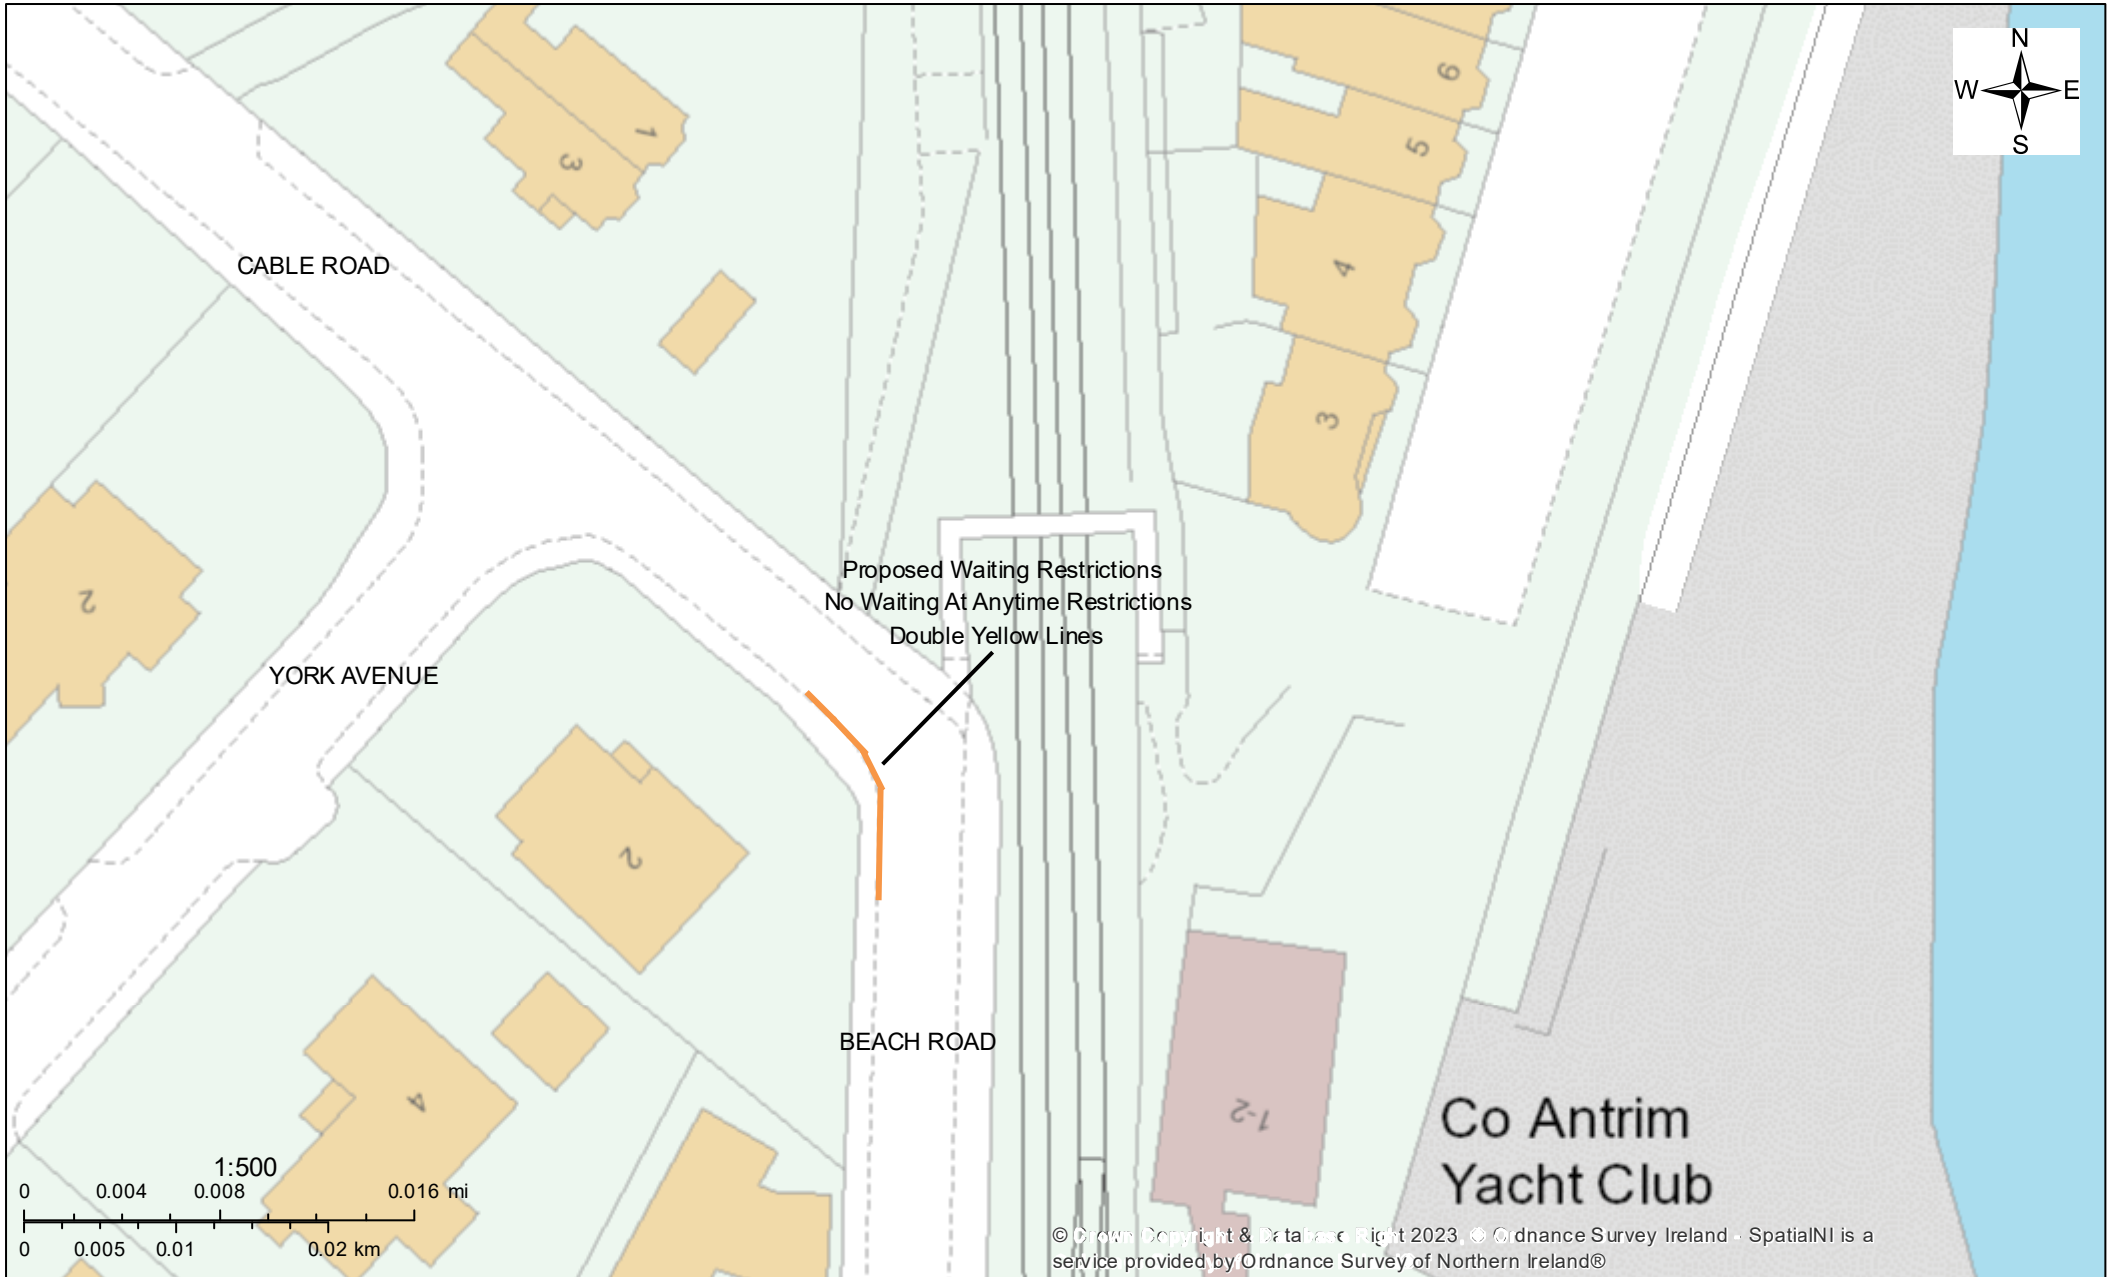 N
W E
S
6
5
4
3
1
3
CABLE ROAD
Proposed Waiting Restrictions
No Waiting At Anytime Restrictions
Double Yellow Lines
2
YORK AVENUE
2
BEACH ROAD
4
1-2
Co Antrim
Yacht Club
1:500
0 0.004 0.008 0.016 mi
0 0.005 0.01 0.02 km
© Crown Copyright & Database Right 2023, © Ordnance Survey Ireland - SpatialNI is a
service provided by Ordnance Survey of Northern Ireland®